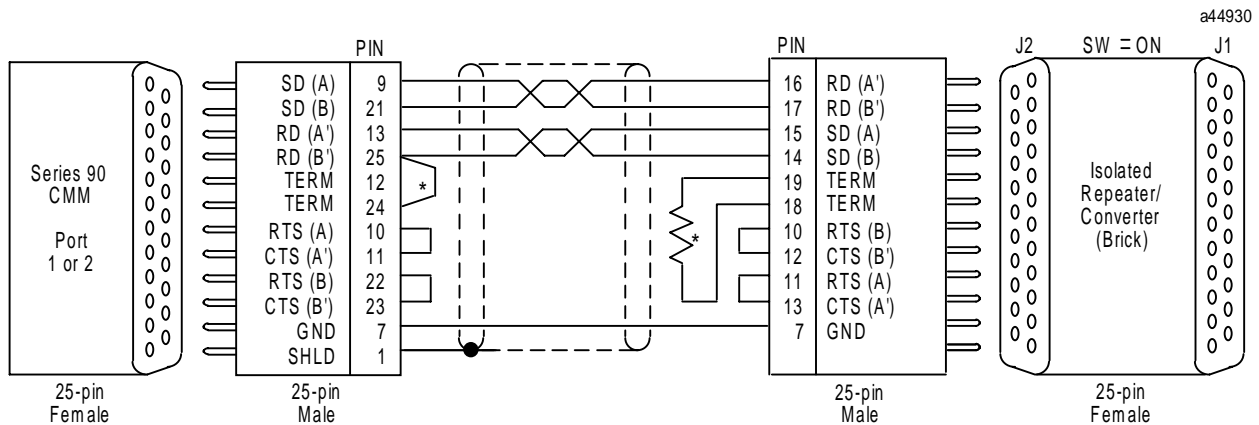 a44930
PIN
PIN
J2 SW = ON J1
SD (A) 9
SD (B) 21
RD (A') 13
RD (B') 25
TERM 12
TERM 24
RTS (A) 10
CTS (A') 11
RTS (B) 22
CTS (B') 23
GND 7
SHLD 1
*
*
16 RD (A')
17 RD (B')
15 SD (A)
14 SD (B)
19 TERM
18 TERM
10 RTS (B)
12 CTS (B')
11 RTS (A)
13 CTS (A')
7 GND
Series 90
CMM
Port
1 or 2
Isolated
Repeater/
Converter
(Brick)
25-pin
Female
25-pin
Male
25-pin
Male
25-pin
Female